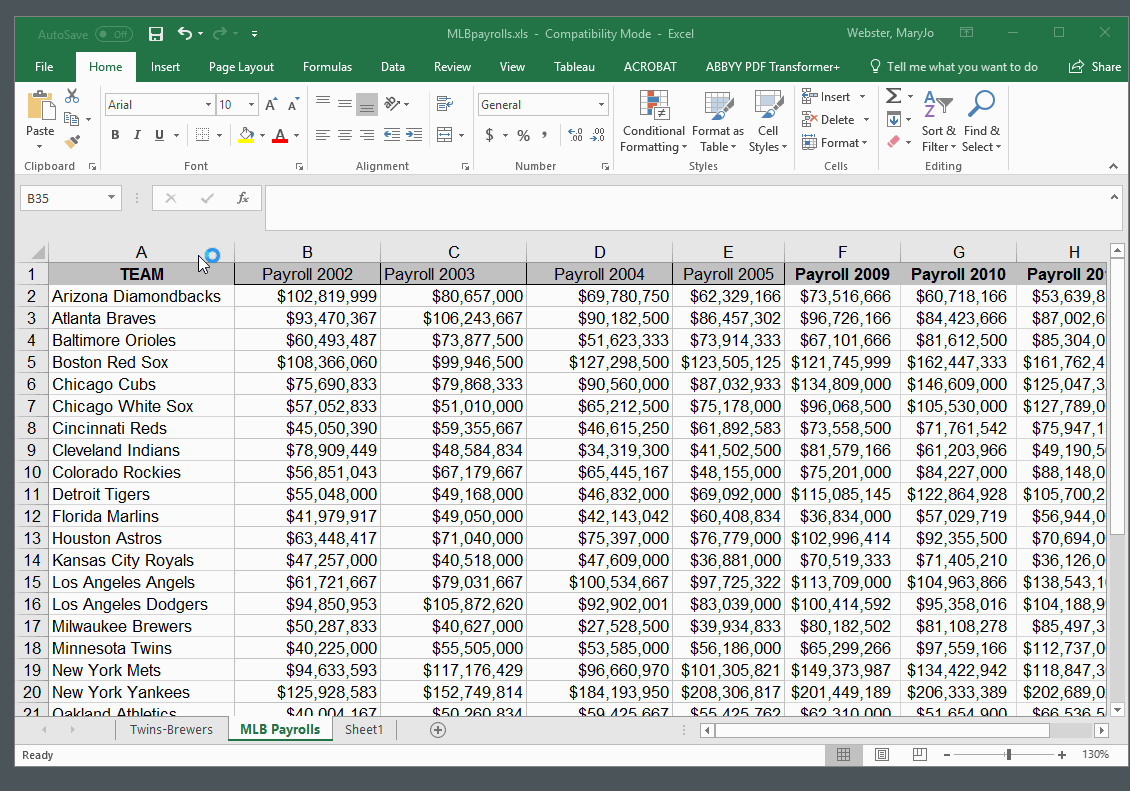 AutoSave Off MLBpayrolls.xls - Compatibility Mode - Excel Webster, MaryJo
File Home Insert Page Layout Formulas Data Review View Tableau ACROBAT ABBYY PDF Transformer+ Tell me what you want to do Share
Arial 10 General
Paste B I U A $ % , Conditional Formatting Format as Table Cell Styles Insert Delete Format Sort & Filter Find & Select
Clipboard Font Alignment Number Styles Cells Editing
B35 fx
A B C D E F G H
1 TEAM Payroll 2002 Payroll 2003 Payroll 2004 Payroll 2005 Payroll 2009 Payroll 2010 Payroll 20
2 Arizona Diamondbacks $102,819,999 $80,657,000 $69,780,750 $62,329,166 $73,516,666 $60,718,166 $53,639,8
3 Atlanta Braves $93,470,367 $106,243,667 $90,182,500 $86,457,302 $96,726,166 $84,423,666 $87,002,6
4 Baltimore Orioles $60,493,487 $73,877,500 $51,623,333 $73,914,333 $67,101,666 $81,612,500 $85,304,0
5 Boston Red Sox $108,366,060 $99,946,500 $127,298,500 $123,505,125 $121,745,999 $162,447,333 $161,762,4
6 Chicago Cubs $75,690,833 $79,868,333 $90,560,000 $87,032,933 $134,809,000 $146,609,000 $125,047,3
7 Chicago White Sox $57,052,833 $51,010,000 $65,212,500 $75,178,000 $96,068,500 $105,530,000 $127,789,0
8 Cincinnati Reds $45,050,390 $59,355,667 $46,615,250 $61,892,583 $73,558,500 $71,761,542 $75,947,1
9 Cleveland Indians $78,909,449 $48,584,834 $34,319,300 $41,502,500 $81,579,166 $61,203,966 $49,190,5
10 Colorado Rockies $56,851,043 $67,179,667 $65,445,167 $48,155,000 $75,201,000 $84,227,000 $88,148,0
11 Detroit Tigers $55,048,000 $49,168,000 $46,832,000 $69,092,000 $115,085,145 $122,864,928 $105,700,2
12 Florida Marlins $41,979,917 $49,050,000 $42,143,042 $60,408,834 $36,834,000 $57,029,719 $56,944,0
13 Houston Astros $63,448,417 $71,040,000 $75,397,000 $76,779,000 $102,996,414 $92,355,500 $70,694,0
14 Kansas City Royals $47,257,000 $40,518,000 $47,609,000 $36,881,000 $70,519,333 $71,405,210 $36,126,0
15 Los Angeles Angels $61,721,667 $79,031,667 $100,534,667 $97,725,322 $113,709,000 $104,963,866 $138,543,1
16 Los Angeles Dodgers $94,850,953 $105,872,620 $92,902,001 $83,039,000 $100,414,592 $95,358,016 $104,188,9
17 Milwaukee Brewers $50,287,833 $40,627,000 $27,528,500 $39,934,833 $80,182,502 $81,108,278 $85,497,3
18 Minnesota Twins $40,225,000 $55,505,000 $53,585,000 $56,186,000 $65,299,266 $97,559,166 $112,737,0
19 New York Mets $94,633,593 $117,176,429 $96,660,970 $101,305,821 $149,373,987 $134,422,942 $118,847,3
20 New York Yankees $125,928,583 $152,749,814 $184,193,950 $208,306,817 $201,449,189 $206,333,389 $202,689,0
21 Oakland Athletics $40,004,167 $50,260,834 $59,425,667 $55,425,762 $62,310,000 $51,654,900 $66,536,5
Twins-Brewers MLB Payrolls Sheet1
Ready 130%